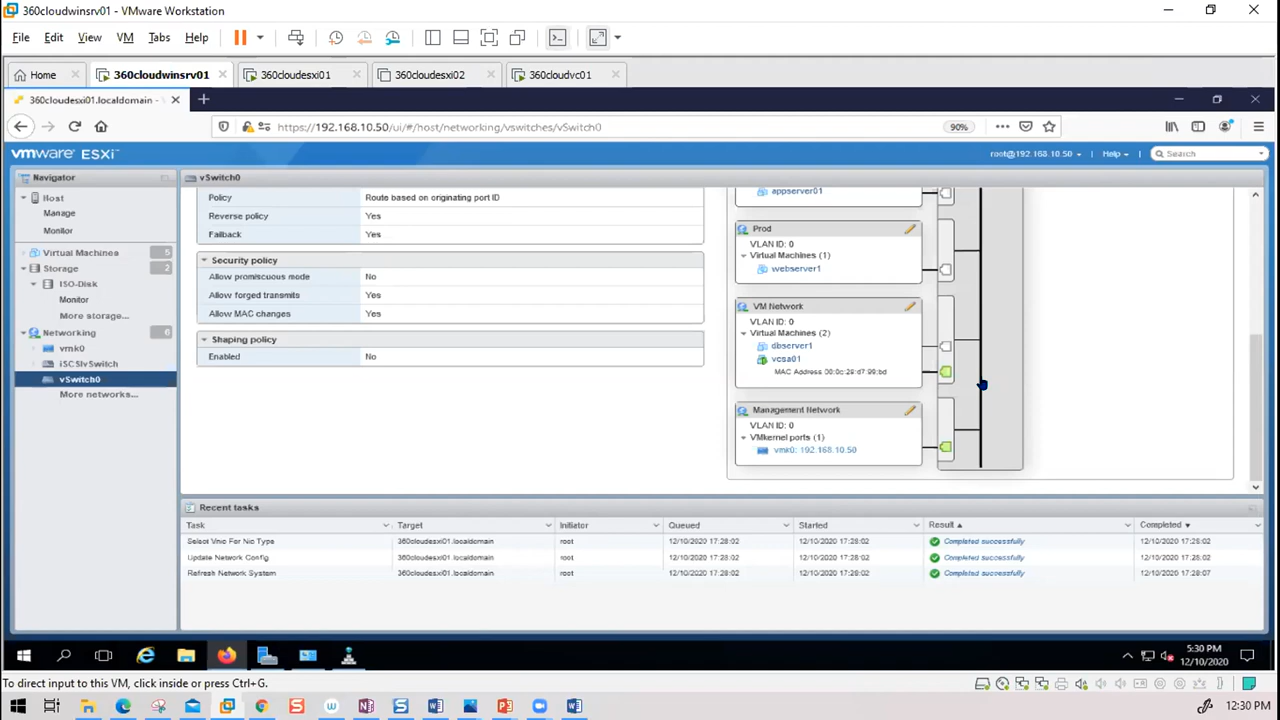 360cloudwinsrv01 - VMware Workstation
File Edit View VM Tabs Help
Home 360cloudwinsrv01 360cloudesxi01 360cloudesxi02 360cloudvc01
360cloudesxi01.localdomain -
https://192.168.10.50/ui/#/host/networking/vswitches/vSwitch0 90%
vmware ESXi root@192.168.10.50 Help Search
Navigator
Host
Manage
Monitor
Virtual Machines 5
Storage 2
ISO-Disk
Monitor
More storage...
Networking 6
vmk0
iSCSIvSwitch
vSwitch0
More networks...
vSwitch0
Policy Route based on originating port ID
Reverse policy Yes
Failback Yes
Security policy
Allow promiscuous mode No
Allow forged transmits Yes
Allow MAC changes Yes
Shaping policy
Enabled No
appserver01
Prod
VLAN ID: 0
Virtual Machines (1)
webserver1
VM Network
VLAN ID: 0
Virtual Machines (2)
dbserver1
vcsa01
MAC Address 00:0c:29:d7:99:bd
Management Network
VLAN ID: 0
VMkernel ports (1)
vmk0: 192.168.10.50
Recent tasks
Task Target Initiator Queued Started Result Completed
Select Vnic For Nic Type 360cloudesxi01.localdomain root 12/10/2020 17:28:02 12/10/2020 17:28:02 Completed successfully 12/10/2020 17:28:02
Update Network Config 360cloudesxi01.localdomain root 12/10/2020 17:28:02 12/10/2020 17:28:02 Completed successfully 12/10/2020 17:28:02
Refresh Network System 360cloudesxi01.localdomain root 12/10/2020 17:28:02 12/10/2020 17:28:02 Completed successfully 12/10/2020 17:28:07
5:30 PM
12/10/2020
To direct input to this VM, click inside or press Ctrl+G.
12:30 PM